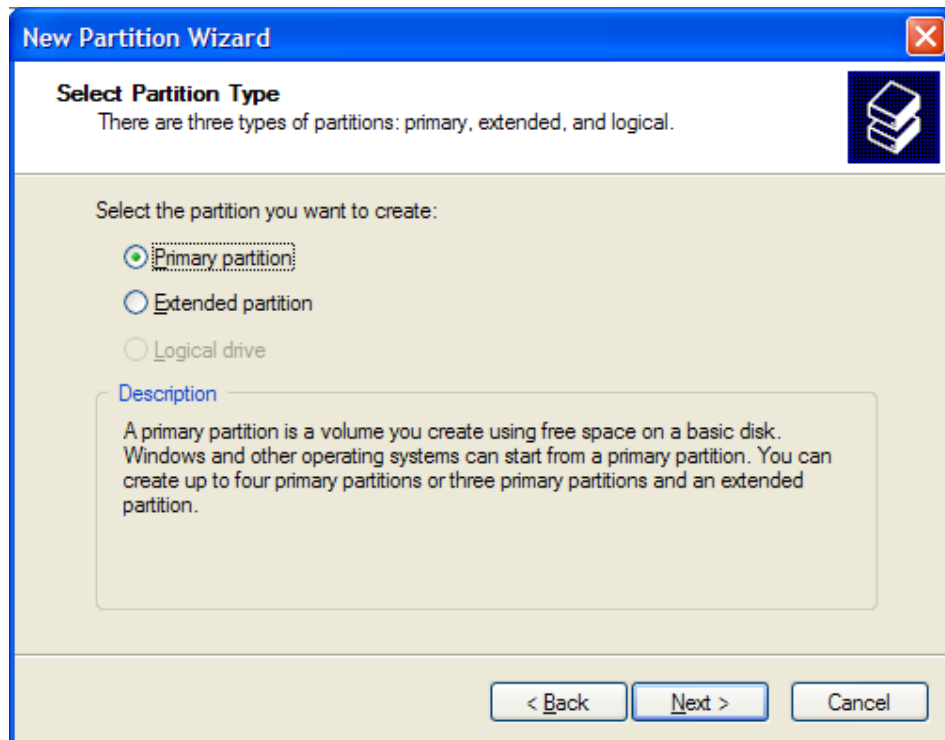 New Partition Wizard
Select Partition Type
There are three types of partitions: primary, extended, and logical.
Select the partition you want to create:
Primary partition
Extended partition
Logical drive
Description
A primary partition is a volume you create using free space on a basic disk.
Windows and other operating systems can start from a primary partition. You can
create up to four primary partitions or three primary partitions and an extended
partition.
< Back
Next >
Cancel